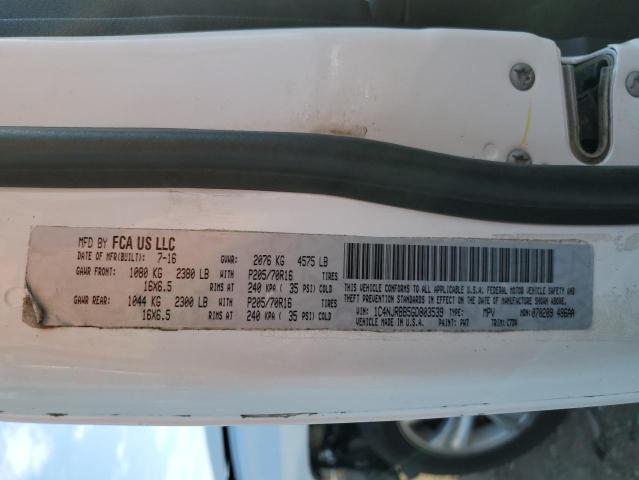 MFD BY FCA US LLC
DATE OF MFR(BUILT): 7-16 GVWR: 2076 KG 4575 LB
GAWR FRONT: 1080 KG 2380 LB WITH P205/70R16 TIRES
16X6.5 RIMS AT 240 KPA ( 35 PSI) COLD
GAWR REAR: 1044 KG 2300 LB WITH P205/70R16 TIRES
16X6.5 RIMS AT 240 KPA ( 35 PSI) COLD
THIS VEHICLE CONFORMS TO ALL APPLICABLE U.S.A. FEDERAL MOTOR VEHICLE SAFETY AND
THEFT PREVENTION STANDARDS IN EFFECT ON THE DATE OF MANUFACTURE SHOWN ABOVE.
VIN: 1C4NJRBB5GD803539 TYPE: MPV MDH: 070209 486AA
VEHICLE MADE IN U.S.A. PAINT: PW7 TRIM: